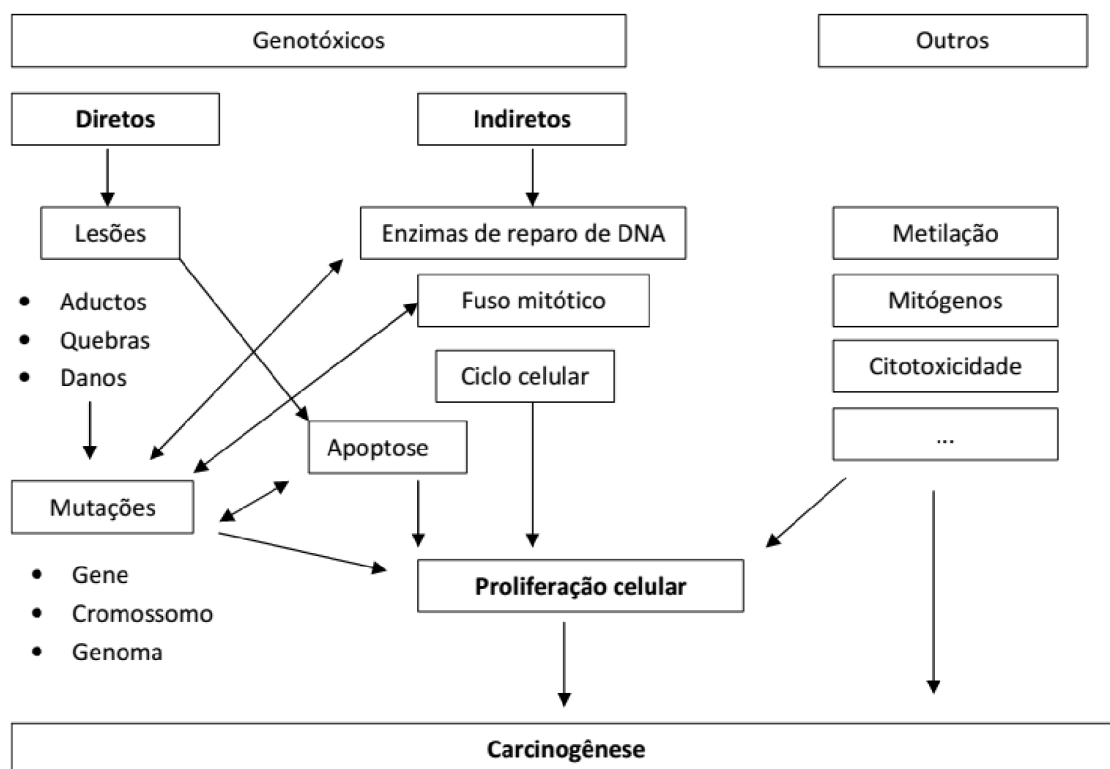 Genotóxicos
Outros
Diretos
Indiretos
Lesões
Enzimas de reparo de DNA
Metilação
• Aductos
• Quebras
• Danos
Fuso mitótico
Mitógenos
Ciclo celular
Citotoxicidade
Apoptose
...
Mutações
• Gene
• Cromossomo
• Genoma
Proliferação celular
Carcinogênese